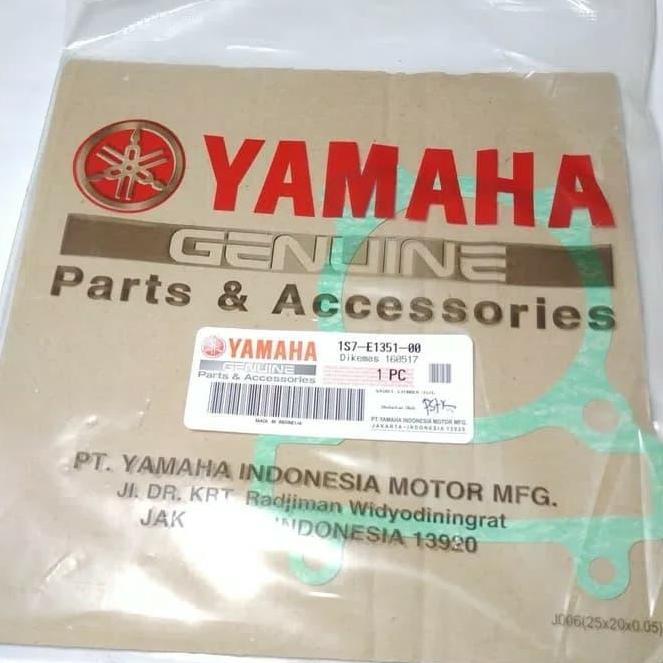 YAMAHA
GENUINE
Parts & Accessories
YAMAHA
GENUINE
Parts & Accessories
1S7-E1351-00
Dikemas 160517
1 PC
MADE IN INDONESIA
PT. YAMAHA INDONESIA MOTOR MFG.
JAKARTA-INDONESIA 13920
PT. YAMAHA INDONESIA MOTOR MFG.
Jl. DR. KRT. Radjiman Widyodiningrat
JAK INDONESIA 13920
J006(25x20x0.05)